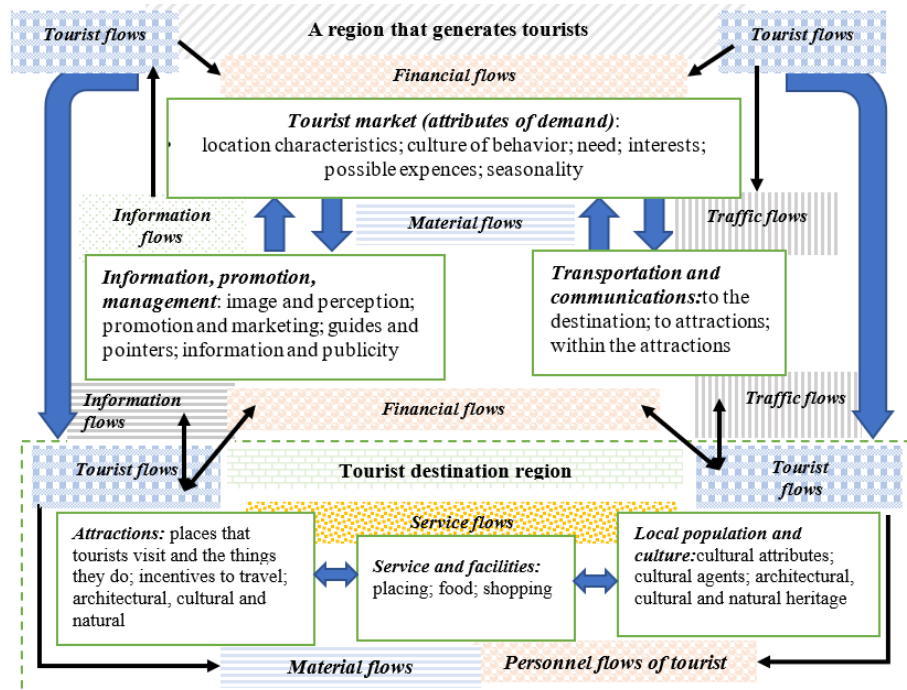 A region that generates tourists
Tourist flows
Tourist flows
Financial flows
Tourist market (attributes of demand):
location characteristics; culture of behavior; need; interests;
possible expences; seasonality
Information
flows
Material flows
Traffic flows
Information, promotion,
management: image and perception;
promotion and marketing; guides and
pointers; information and publicity
Transportation and
communications:to the
destination; to attractions;
within the attractions
Information
flows
Financial flows
Traffic flows
Tourist flows
Tourist destination region
Tourist
flows
Service flows
Attractions: places that
tourists visit and the things
they do; incentives to travel;
architectural, cultural and
natural
Service and facilities:
placing; food; shopping
Local population and
culture:cultural attributes;
cultural agents; architectural,
cultural and natural heritage
Material flows
Personnel flows of tourist